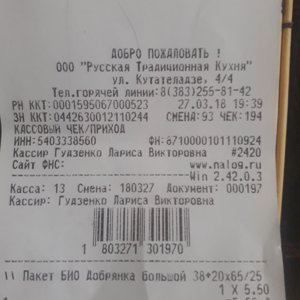 ДОБРО ПОЖАЛОВАТЬ !
ООО "Русская Традиционная Кухня"
ул. Кутателадзе, 4/4
Тел.горячей линии:8(383)255-81-42
РН ККТ:0001595067000523 27.03.18 19:39
ЗН ККТ:0442630012110244 СМЕНА:93 ЧЕК:194
КАССОВЫЙ ЧЕК/ПРИХОД
ИНН:5403338560 ФН:8710000101110924
Кассир Гудзенко Лариса Викторовна #2420
Сайт ФНС: www.nalog.ru
Win 2.42.0.3
Касса: 13 Смена: 180327 Документ: 000197
Кассир: Гудзенко Лариса Викторовна
1 803271 301970
\\ Пакет БИО Добрянка Большой 38*20x65/25
1 X 5.50